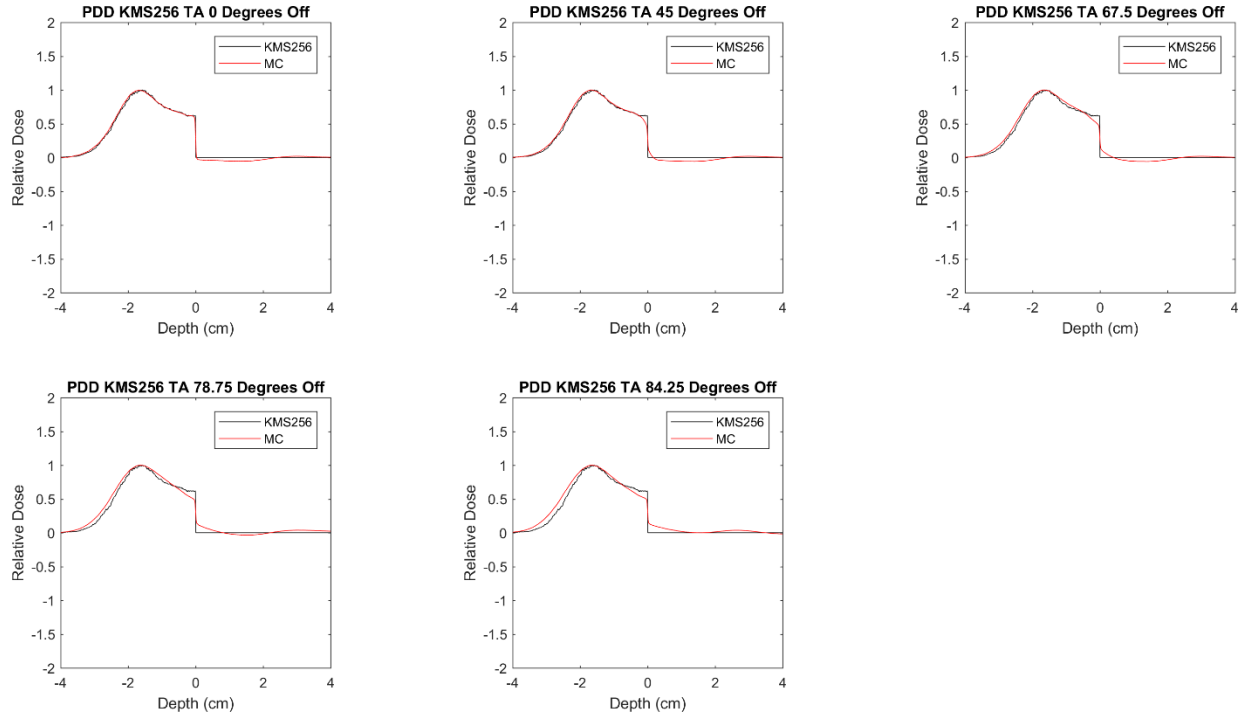 PDD KMS256 TA 0 Degrees Off
2
1.5
1
0.5
0
-0.5
-1
-1.5
-2
Relative Dose
KMS256
MC
-4
-2
0
2
4
Depth (cm)
PDD KMS256 TA 45 Degrees Off
2
1.5
1
0.5
0
-0.5
-1
-1.5
-2
Relative Dose
KMS256
MC
-4
-2
0
2
4
Depth (cm)
PDD KMS256 TA 67.5 Degrees Off
2
1.5
1
0.5
0
-0.5
-1
-1.5
-2
Relative Dose
KMS256
MC
-4
-2
0
2
4
Depth (cm)
PDD KMS256 TA 78.75 Degrees Off
2
1.5
1
0.5
0
-0.5
-1
-1.5
-2
Relative Dose
KMS256
MC
-4
-2
0
2
4
Depth (cm)
PDD KMS256 TA 84.25 Degrees Off
2
1.5
1
0.5
0
-0.5
-1
-1.5
-2
Relative Dose
KMS256
MC
-4
-2
0
2
4
Depth (cm)